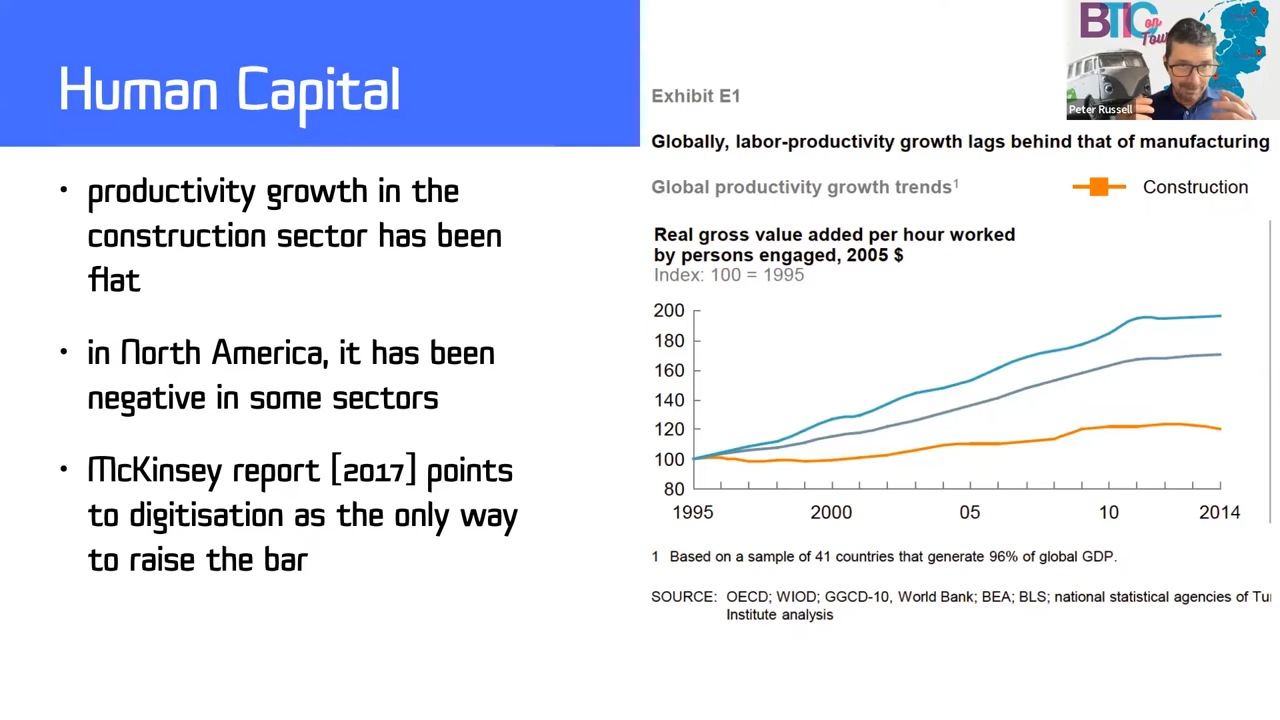 Human Capital
• productivity growth in the
construction sector has been
flat
• in North America, it has been
negative in some sectors
• McKinsey report [2017] points
to digitisation as the only way
to raise the bar
BTIC on
Tour
Peter Russell
Exhibit E1
Globally, labor-productivity growth lags behind that of manufacturing
Global productivity growth trends1
Construction
Real gross value added per hour worked
by persons engaged, 2005 $
Index: 100 = 1995
200
180
160
140
120
100
80
1995 2000 05 10 2014
1 Based on a sample of 41 countries that generate 96% of global GDP.
SOURCE: OECD; WIOD; GGCD-10, World Bank; BEA; BLS; national statistical agencies of Tu
Institute analysis